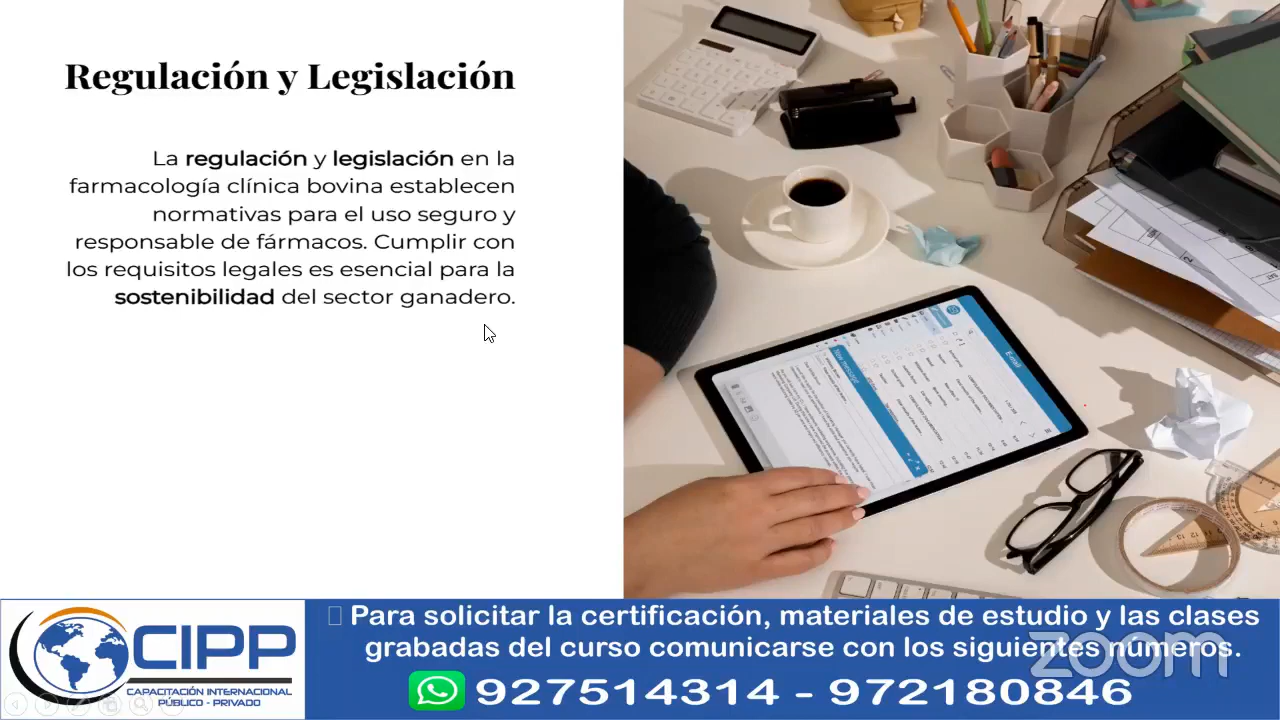 Regulación y Legislación
La regulación y legislación en la
farmacología clínica bovina establecen
normativas para el uso seguro y
responsable de fármacos. Cumplir con
los requisitos legales es esencial para la
sostenibilidad del sector ganadero.
E-mail
New message
CIPP
CAPACITACIÓN INTERNACIONAL
PÚBLICO - PRIVADO
Para solicitar la certificación, materiales de estudio y las clases
grabadas del curso comunicarse con los siguientes números.
zoom
927514314 - 972180846